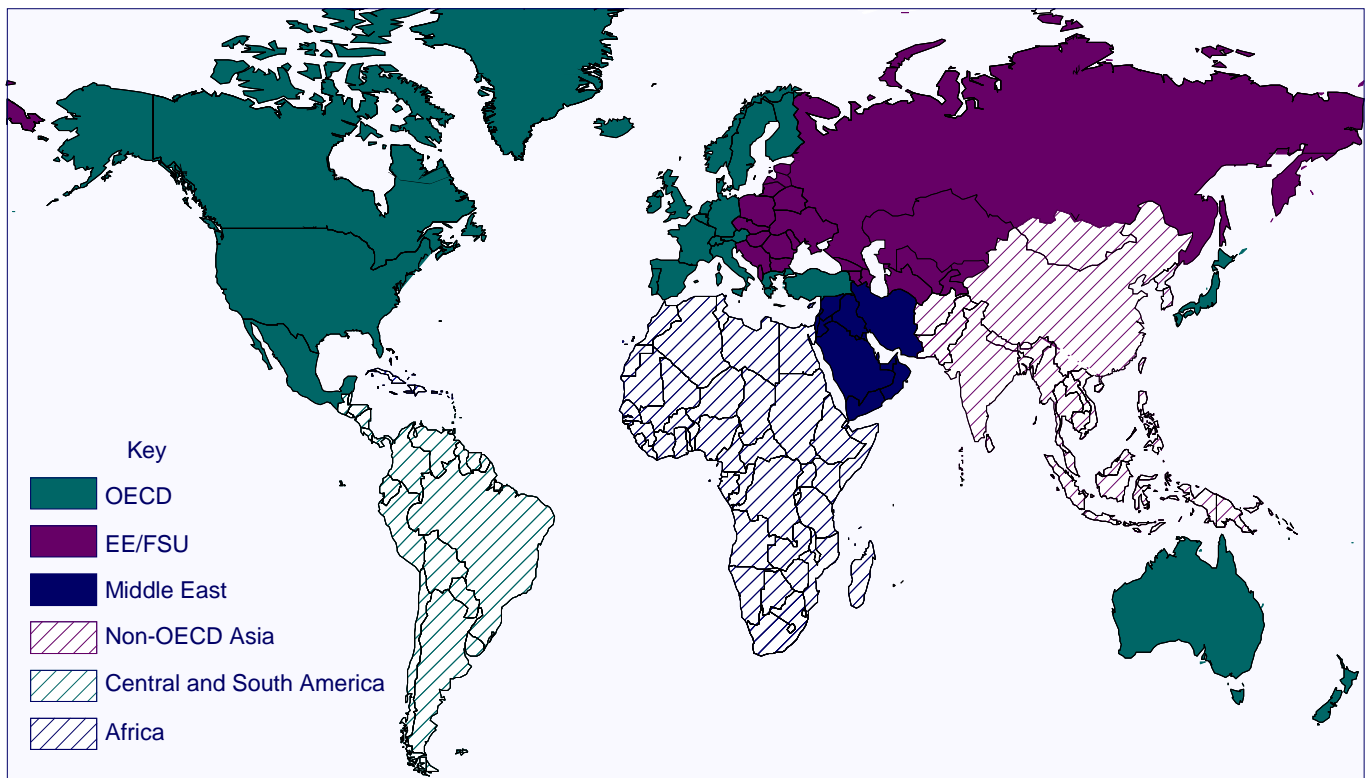 Key
OECD
EE/FSU
Middle East
Non-OECD Asia
Central and South America
Africa